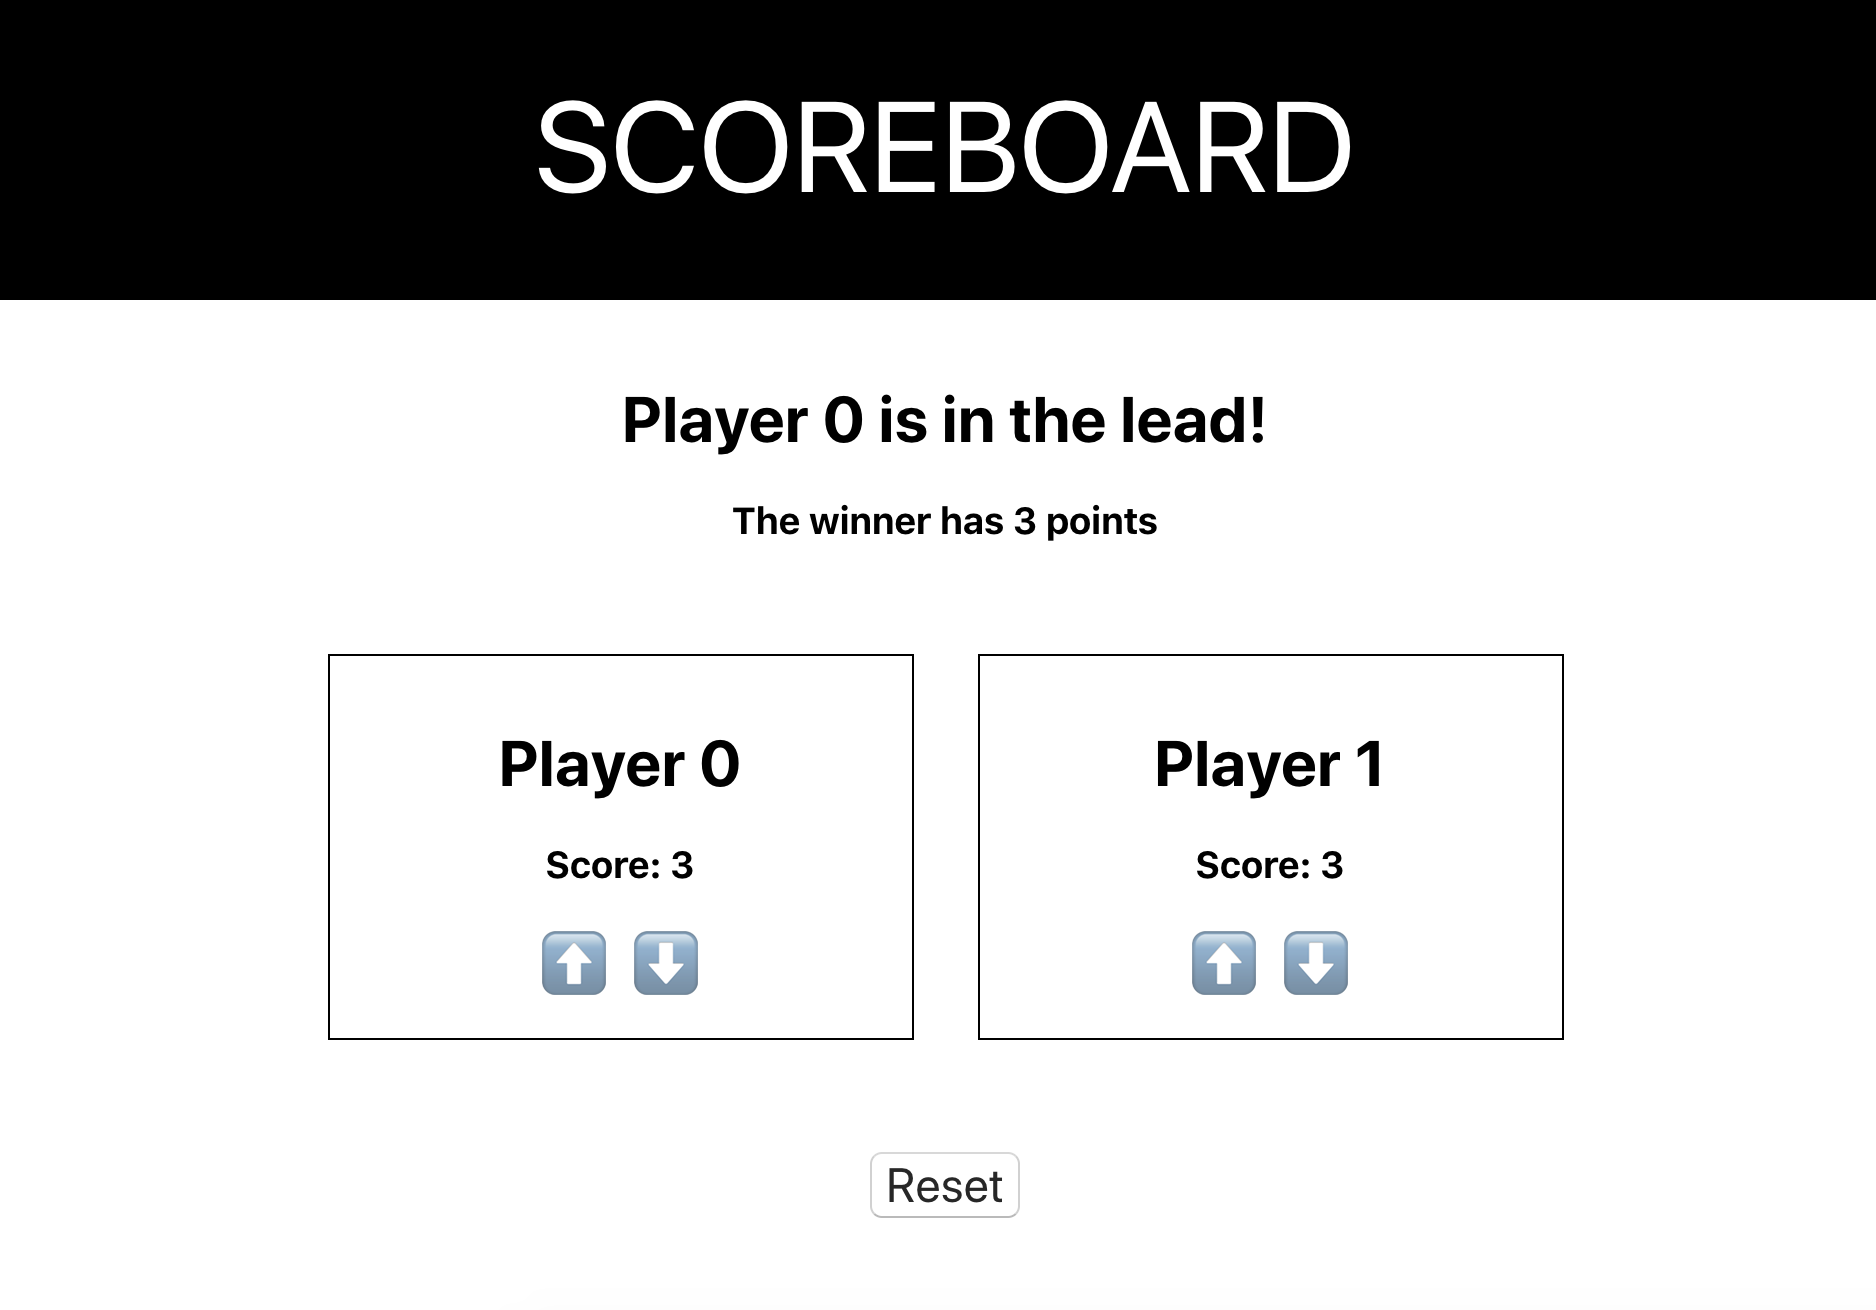 SCOREBOARD
Player 0 is in the lead!
The winner has 3 points
Player 0
Score: 3
⬆️ ⬇️
Player 1
Score: 3
⬆️ ⬇️
Reset